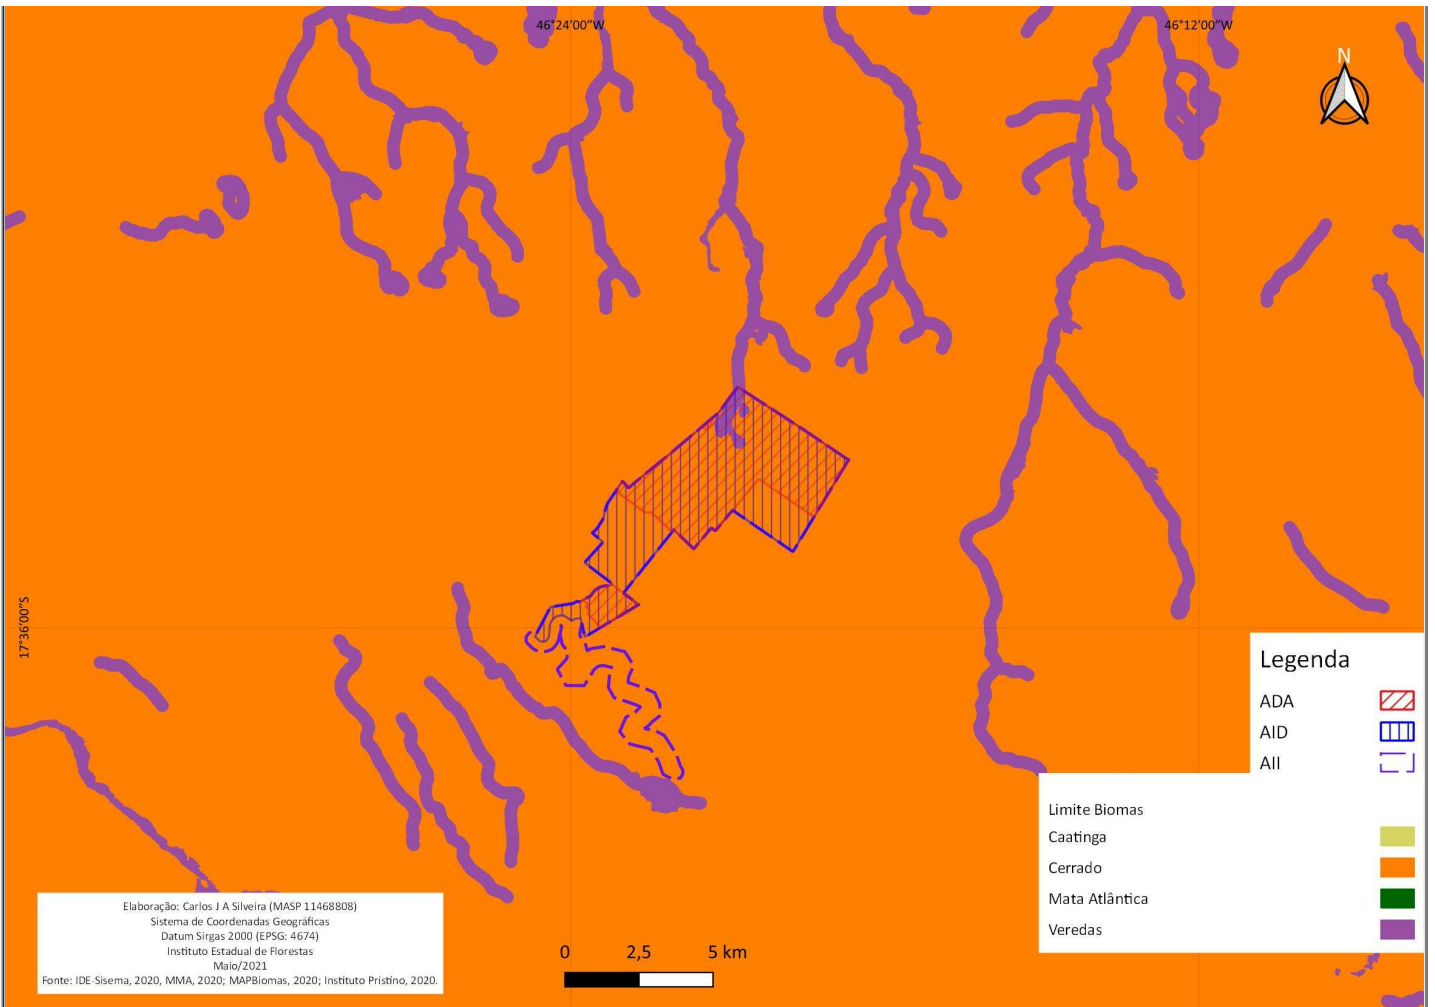 46°24'00"W
46°12'00"W
N
17°36'00"S
Legenda
ADA
AID
AII
Limite Biomas
Caatinga
Cerrado
Mata Atlântica
Veredas
Elaboração: Carlos J A Silveira (MASP 11468808)
Sistema de Coordenadas Geográficas
Datum Sirgas 2000 (EPSG: 4674)
Instituto Estadual de Florestas
Maio/2021
Fonte: IDE-Sisema, 2020, MMA, 2020; MAPBiomas, 2020; Instituto Prístino, 2020.
0 2,5 5 km